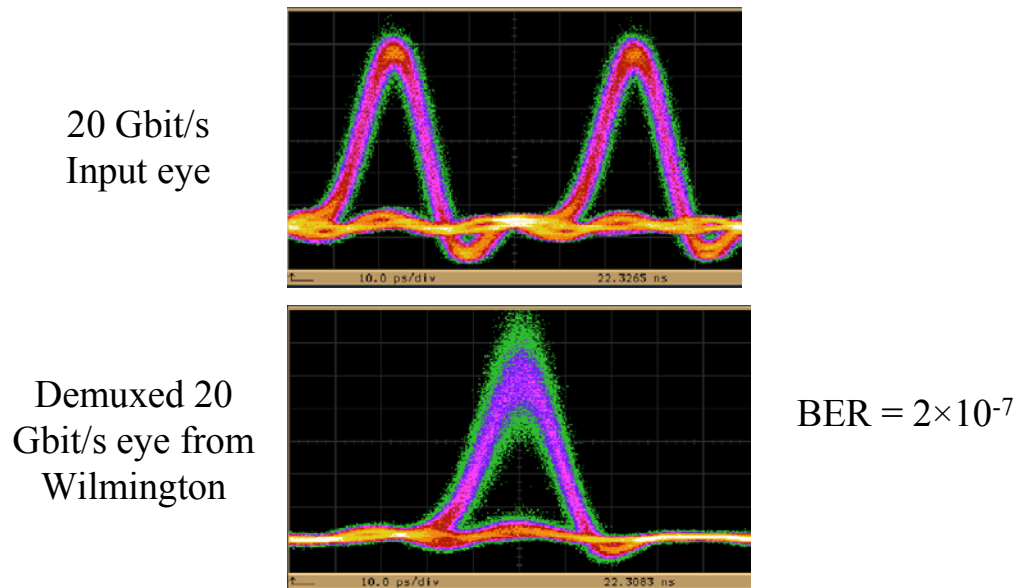 20 Gbit/s
Input eye
10.0 ps/div 22.3265 ns
Demuxed 20
Gbit/s eye from
Wilmington
BER = 2×10⁻⁷
10.0 ps/div 22.3083 ns